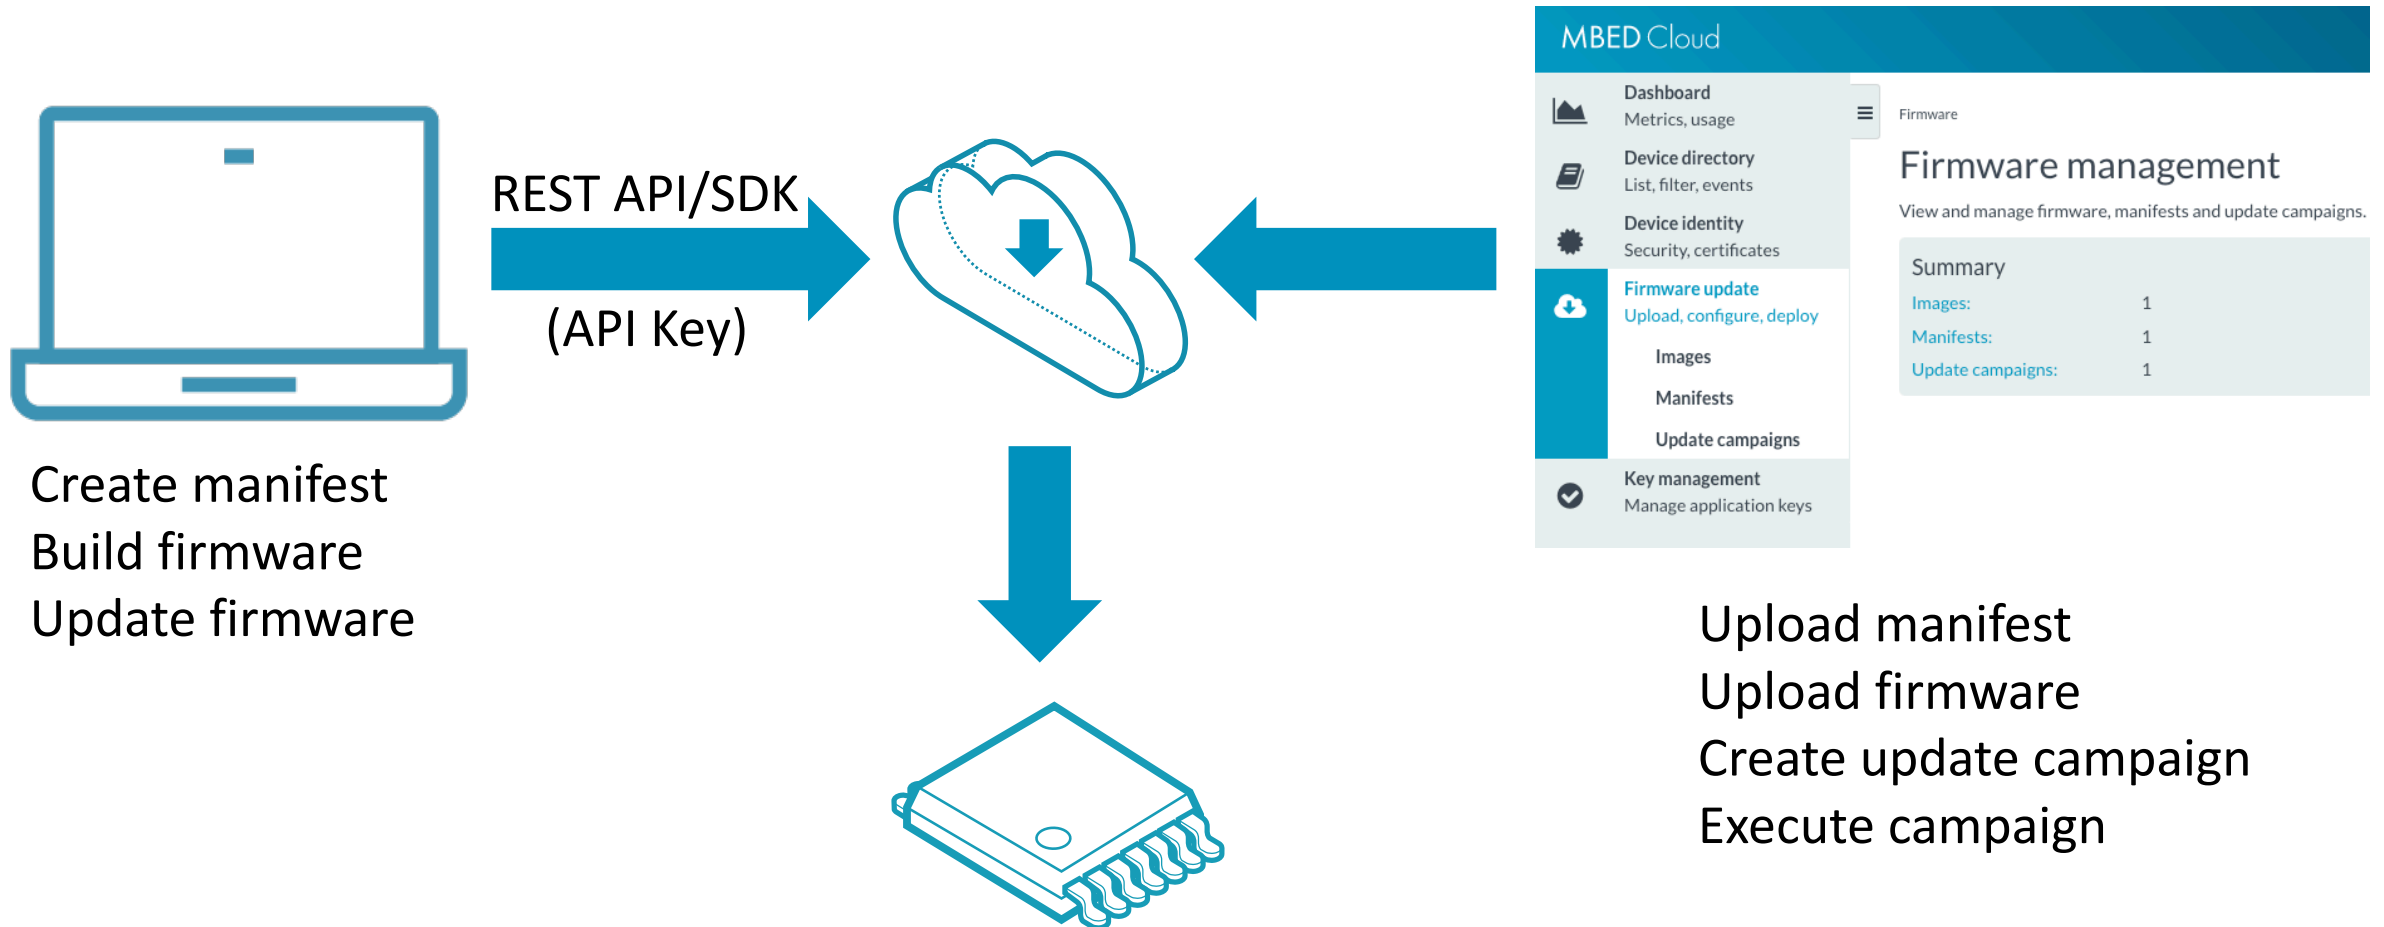 REST API/SDK
(API Key)
Create manifest
Build firmware
Update firmware
MBED Cloud
Dashboard
Metrics, usage
Device directory
List, filter, events
Device identity
Security, certificates
Firmware update
Upload, configure, deploy
Images
Manifests
Update campaigns
Key management
Manage application keys
Firmware
Firmware management
View and manage firmware, manifests and update campaigns.
Summary
Images: 1
Manifests: 1
Update campaigns: 1
Upload manifest
Upload firmware
Create update campaign
Execute campaign